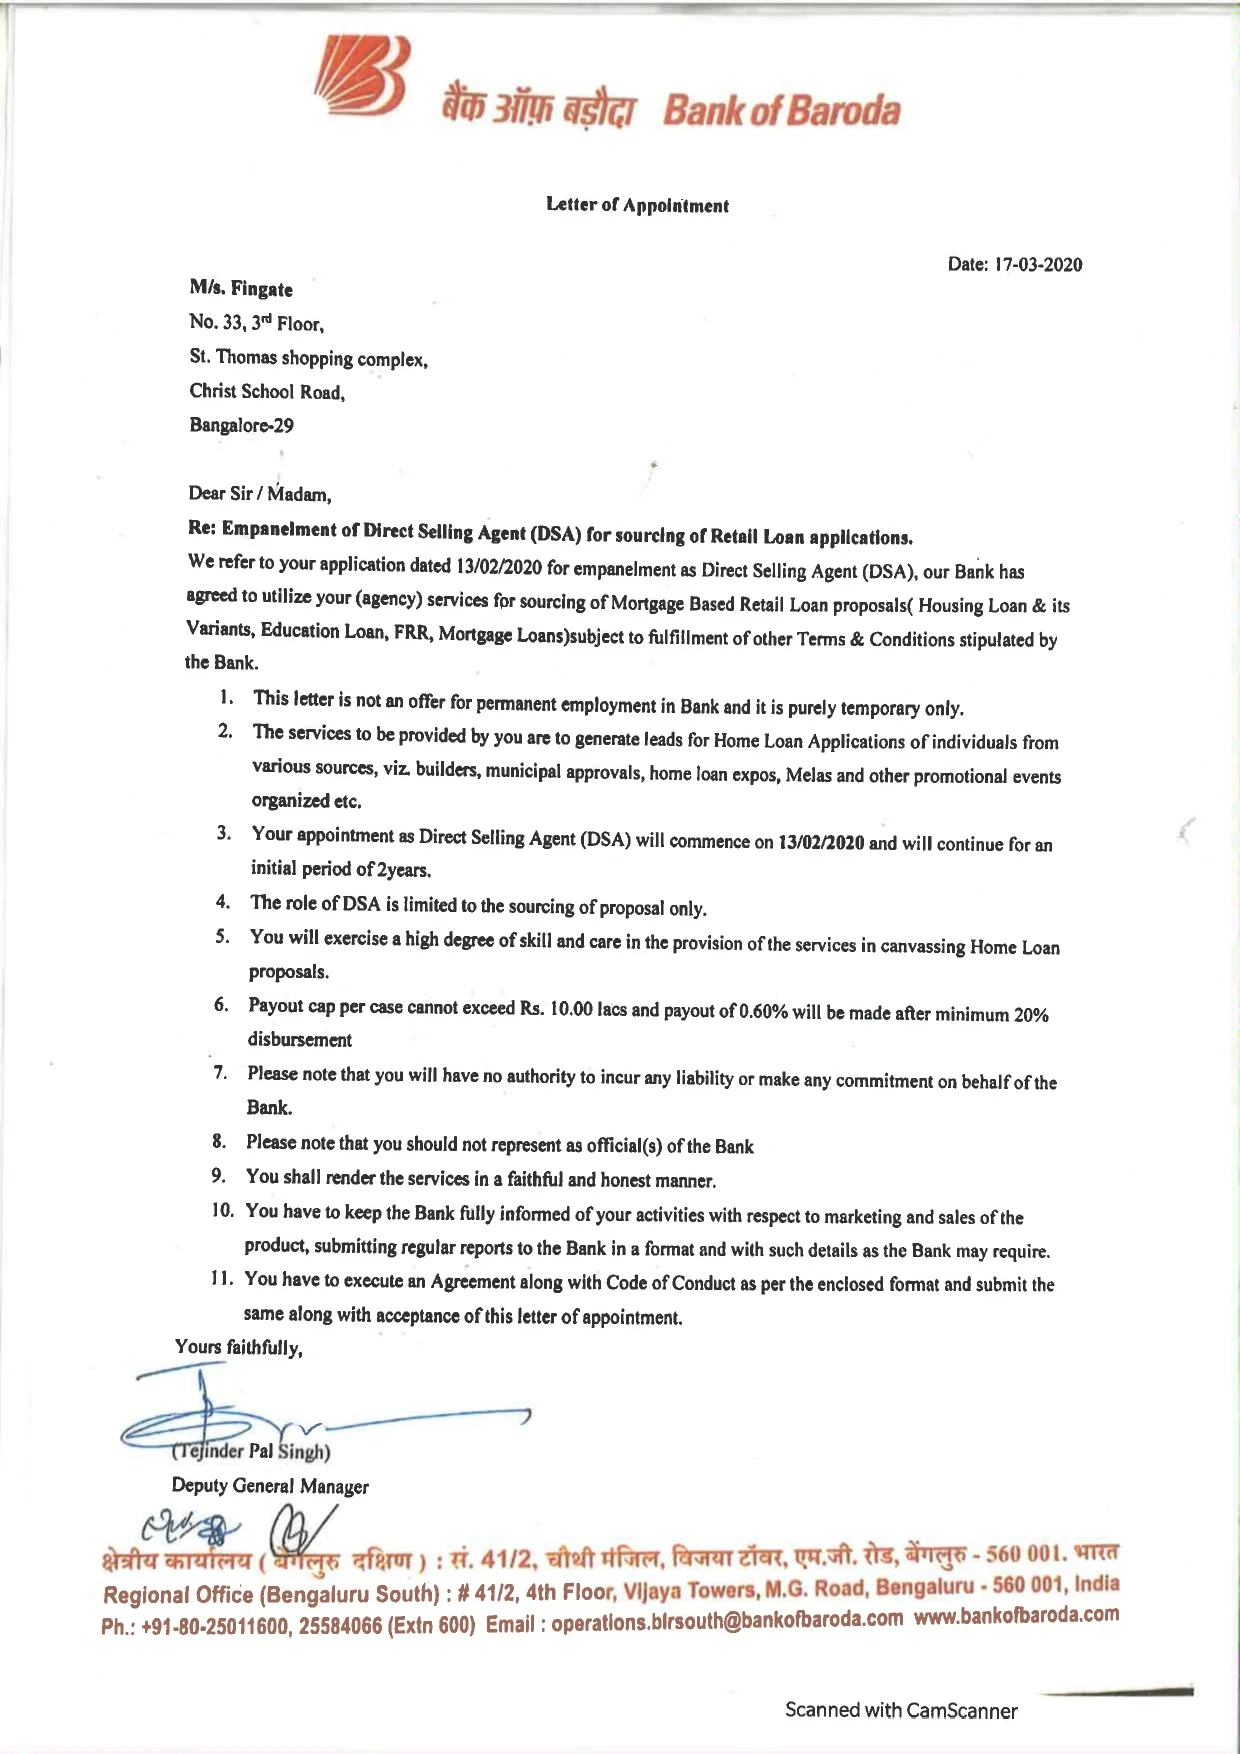 बैंक ऑफ़ बड़ौदा Bank of Baroda
Letter of Appointment
Date: 17-03-2020
M/s. Fingate
No. 33, 3rd Floor,
St. Thomas shopping complex,
Christ School Road,
Bangalore-29
Dear Sir / Madam,
Re: Empanelment of Direct Selling Agent (DSA) for sourcing of Retail Loan applications.
We refer to your application dated 13/02/2020 for empanelment as Direct Selling Agent (DSA), our Bank has
agreed to utilize your (agency) services for sourcing of Mortgage Based Retail Loan proposals( Housing Loan & its
Variants, Education Loan, FRR, Mortgage Loans)subject to fulfillment of other Terms & Conditions stipulated by
the Bank.
1. This letter is not an offer for permanent employment in Bank and it is purely temporary only.
2. The services to be provided by you are to generate leads for Home Loan Applications of individuals from
various sources, viz. builders, municipal approvals, home loan expos, Melas and other promotional events
organized etc.
3. Your appointment as Direct Selling Agent (DSA) will commence on 13/02/2020 and will continue for an
initial period of 2years.
4. The role of DSA is limited to the sourcing of proposal only.
5. You will exercise a high degree of skill and care in the provision of the services in canvassing Home Loan
proposals.
6. Payout cap per case cannot exceed Rs. 10.00 lacs and payout of 0.60% will be made after minimum 20%
disbursement
7. Please note that you will have no authority to incur any liability or make any commitment on behalf of the
Bank.
8. Please note that you should not represent as official(s) of the Bank
9. You shall render the services in a faithful and honest manner.
10. You have to keep the Bank fully informed of your activities with respect to marketing and sales of the
product, submitting regular reports to the Bank in a format and with such details as the Bank may require.
11. You have to execute an Agreement along with Code of Conduct as per the enclosed format and submit the
same along with acceptance of this letter of appointment.
Yours faithfully,
(Tejinder Pal Singh)
Deputy General Manager
क्षेत्रीय कार्यालय ( बेंगलुरु दक्षिण ) : सं. 41/2, चौथी मंजिल, विजया टॉवर, एम.जी. रोड, बेंगलुरु - 560 001. भारत
Regional Office (Bengaluru South) : # 41/2, 4th Floor, Vijaya Towers, M.G. Road, Bengaluru - 560 001, India
Ph.: +91-80-25011600, 25584066 (Extn 600) Email : operations.blrsouth@bankofbaroda.com www.bankofbaroda.com
Scanned with CamScanner